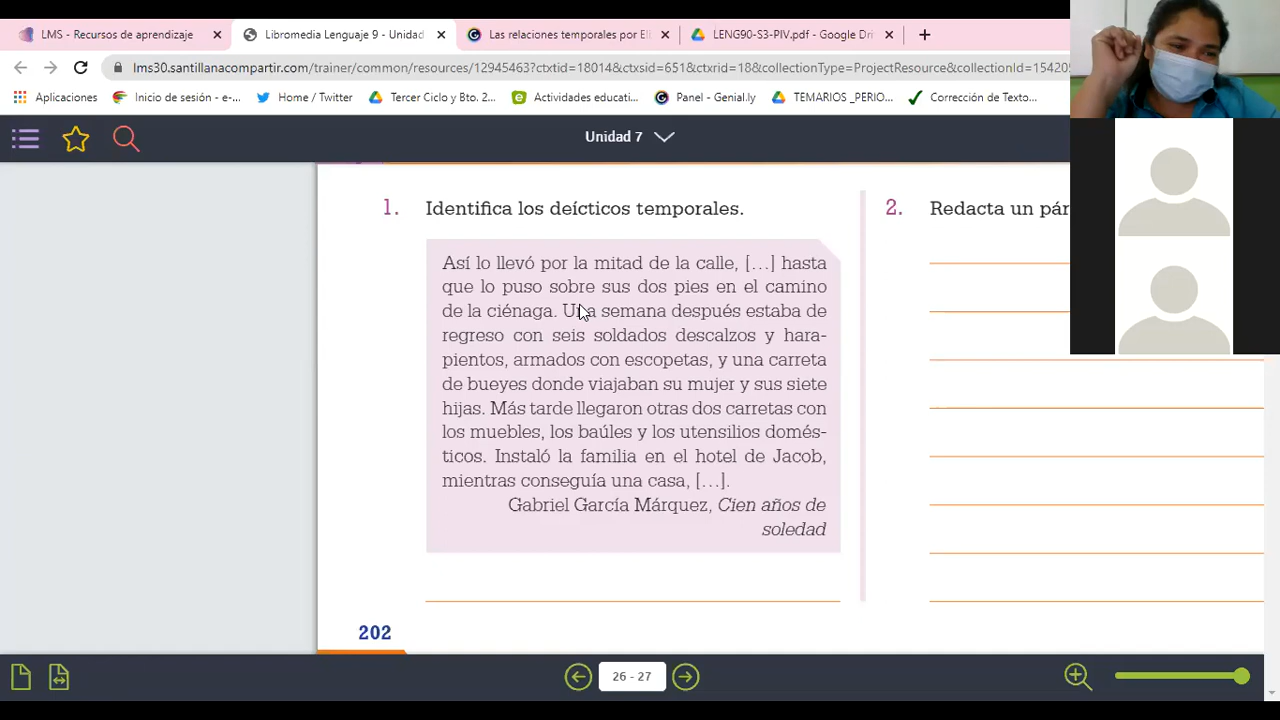 LMS - Recursos de aprendizaje
Libromedia Lenguaje 9 - Unidad
Las relaciones temporales por Eli
LENG90-S3-PIV.pdf - Google Dri
lms30.santillanacompartir.com/trainer/common/resources/12945463?ctxtid=18014&ctxsid=651&ctxrid=18&collectionType=ProjectResource&collectionId=154205
Aplicaciones
Inicio de sesión - e-...
Home / Twitter
Tercer Ciclo y Bto. 2...
Actividades educati...
Panel - Genial.ly
TEMARIOS _PERIO...
Corrección de Texto...
Unidad 7
1. Identifica los deícticos temporales.
Así lo llevó por la mitad de la calle, […] hasta
que lo puso sobre sus dos pies en el camino
de la ciénaga. Una semana después estaba de
regreso con seis soldados descalzos y hara-
pientos, armados con escopetas, y una carreta
de bueyes donde viajaban su mujer y sus siete
hijas. Más tarde llegaron otras dos carretas con
los muebles, los baúles y los utensilios domés-
ticos. Instaló la familia en el hotel de Jacob,
mientras conseguía una casa, […].
Gabriel García Márquez, Cien años de
soledad
202
2. Redacta un pár
26 - 27